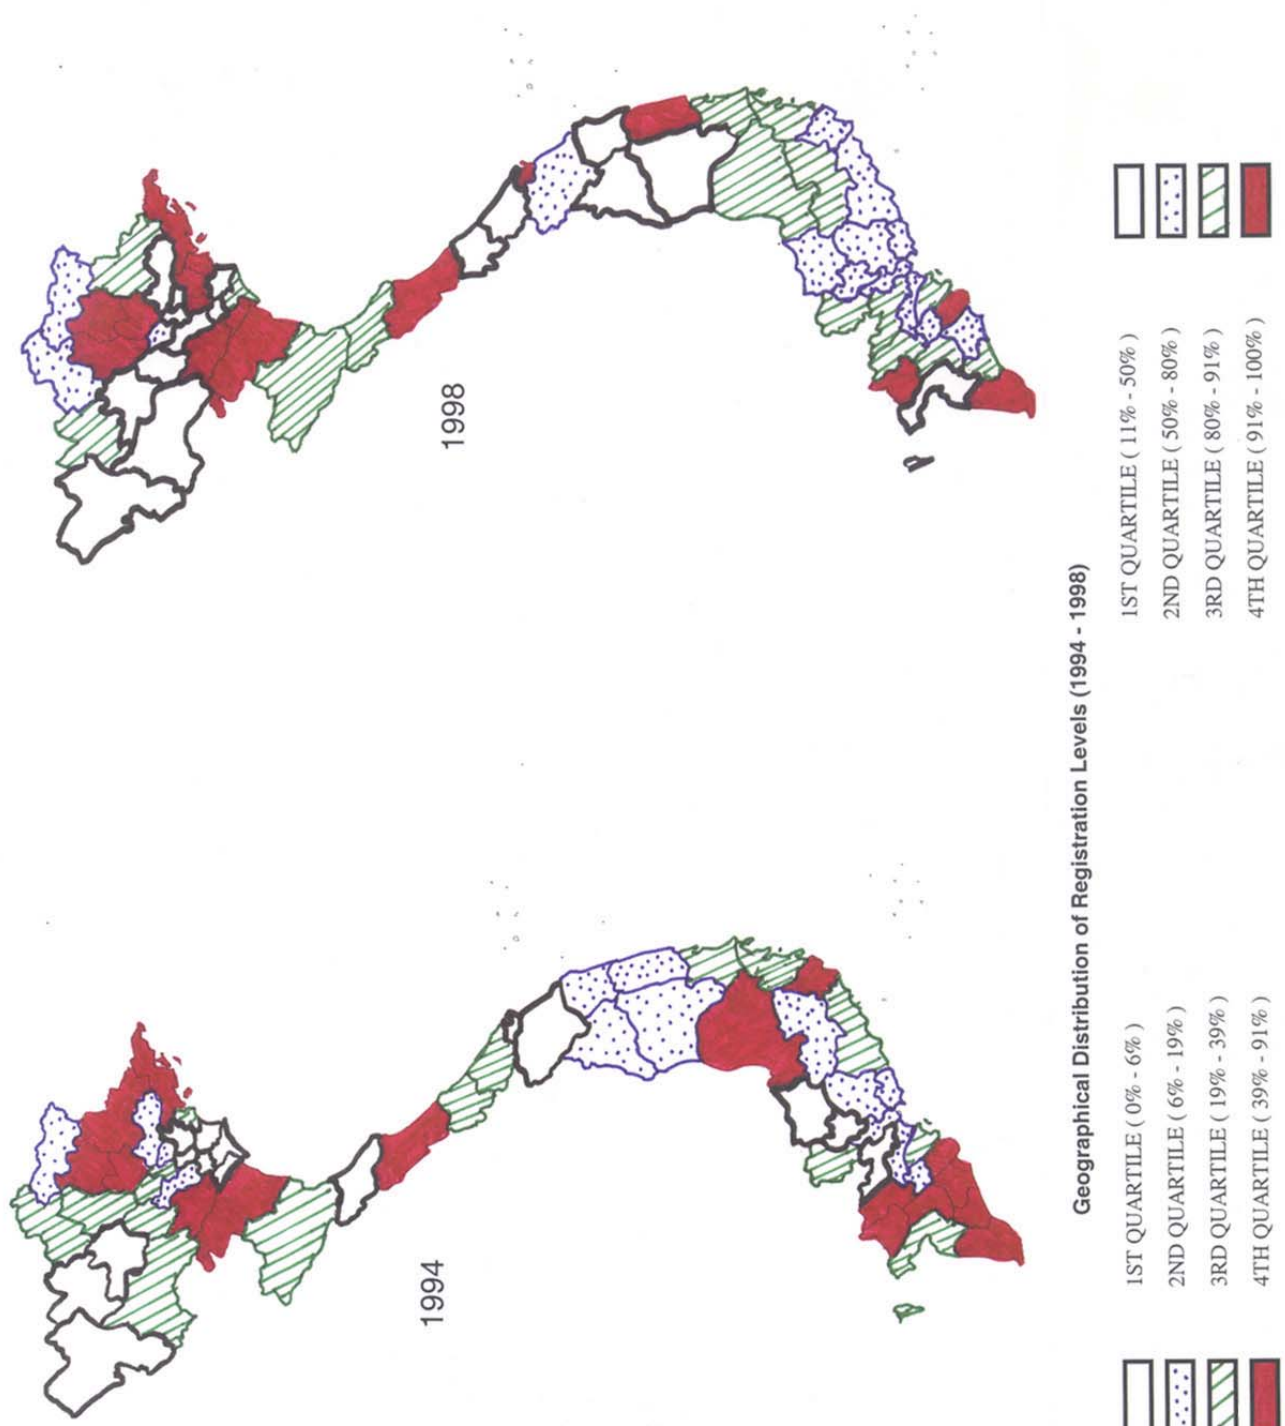 1994
1998
Geographical Distribution of Registration Levels (1994 - 1998)
1ST QUARTILE ( 0% - 6% )
2ND QUARTILE ( 6% - 19% )
3RD QUARTILE ( 19% - 39% )
4TH QUARTILE ( 39% - 91% )
1ST QUARTILE ( 11% - 50% )
2ND QUARTILE ( 50% - 80% )
3RD QUARTILE ( 80% - 91% )
4TH QUARTILE ( 91% - 100% )